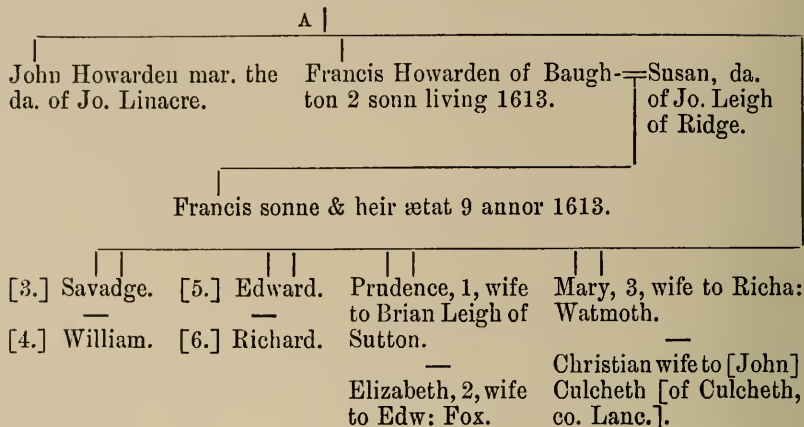 A
John Howarden mar. the
da. of Jo. Linacre.
Francis Howarden of Baugh-
ton 2 sonn living 1613.
Susan, da.
of Jo. Leigh
of Ridge.
Francis sonne & heir ætat 9 annor 1613.
[3.] Savadge.
[4.] William.
[5.] Edward.
[6.] Richard.
Prudence, 1, wife
to Brian Leigh of
Sutton.
Elizabeth, 2, wife
to Edw: Fox.
Mary, 3, wife to Richa:
Watmoth.
Christian wife to [John]
Culcheth [of Culcheth,
co. Lanc.].